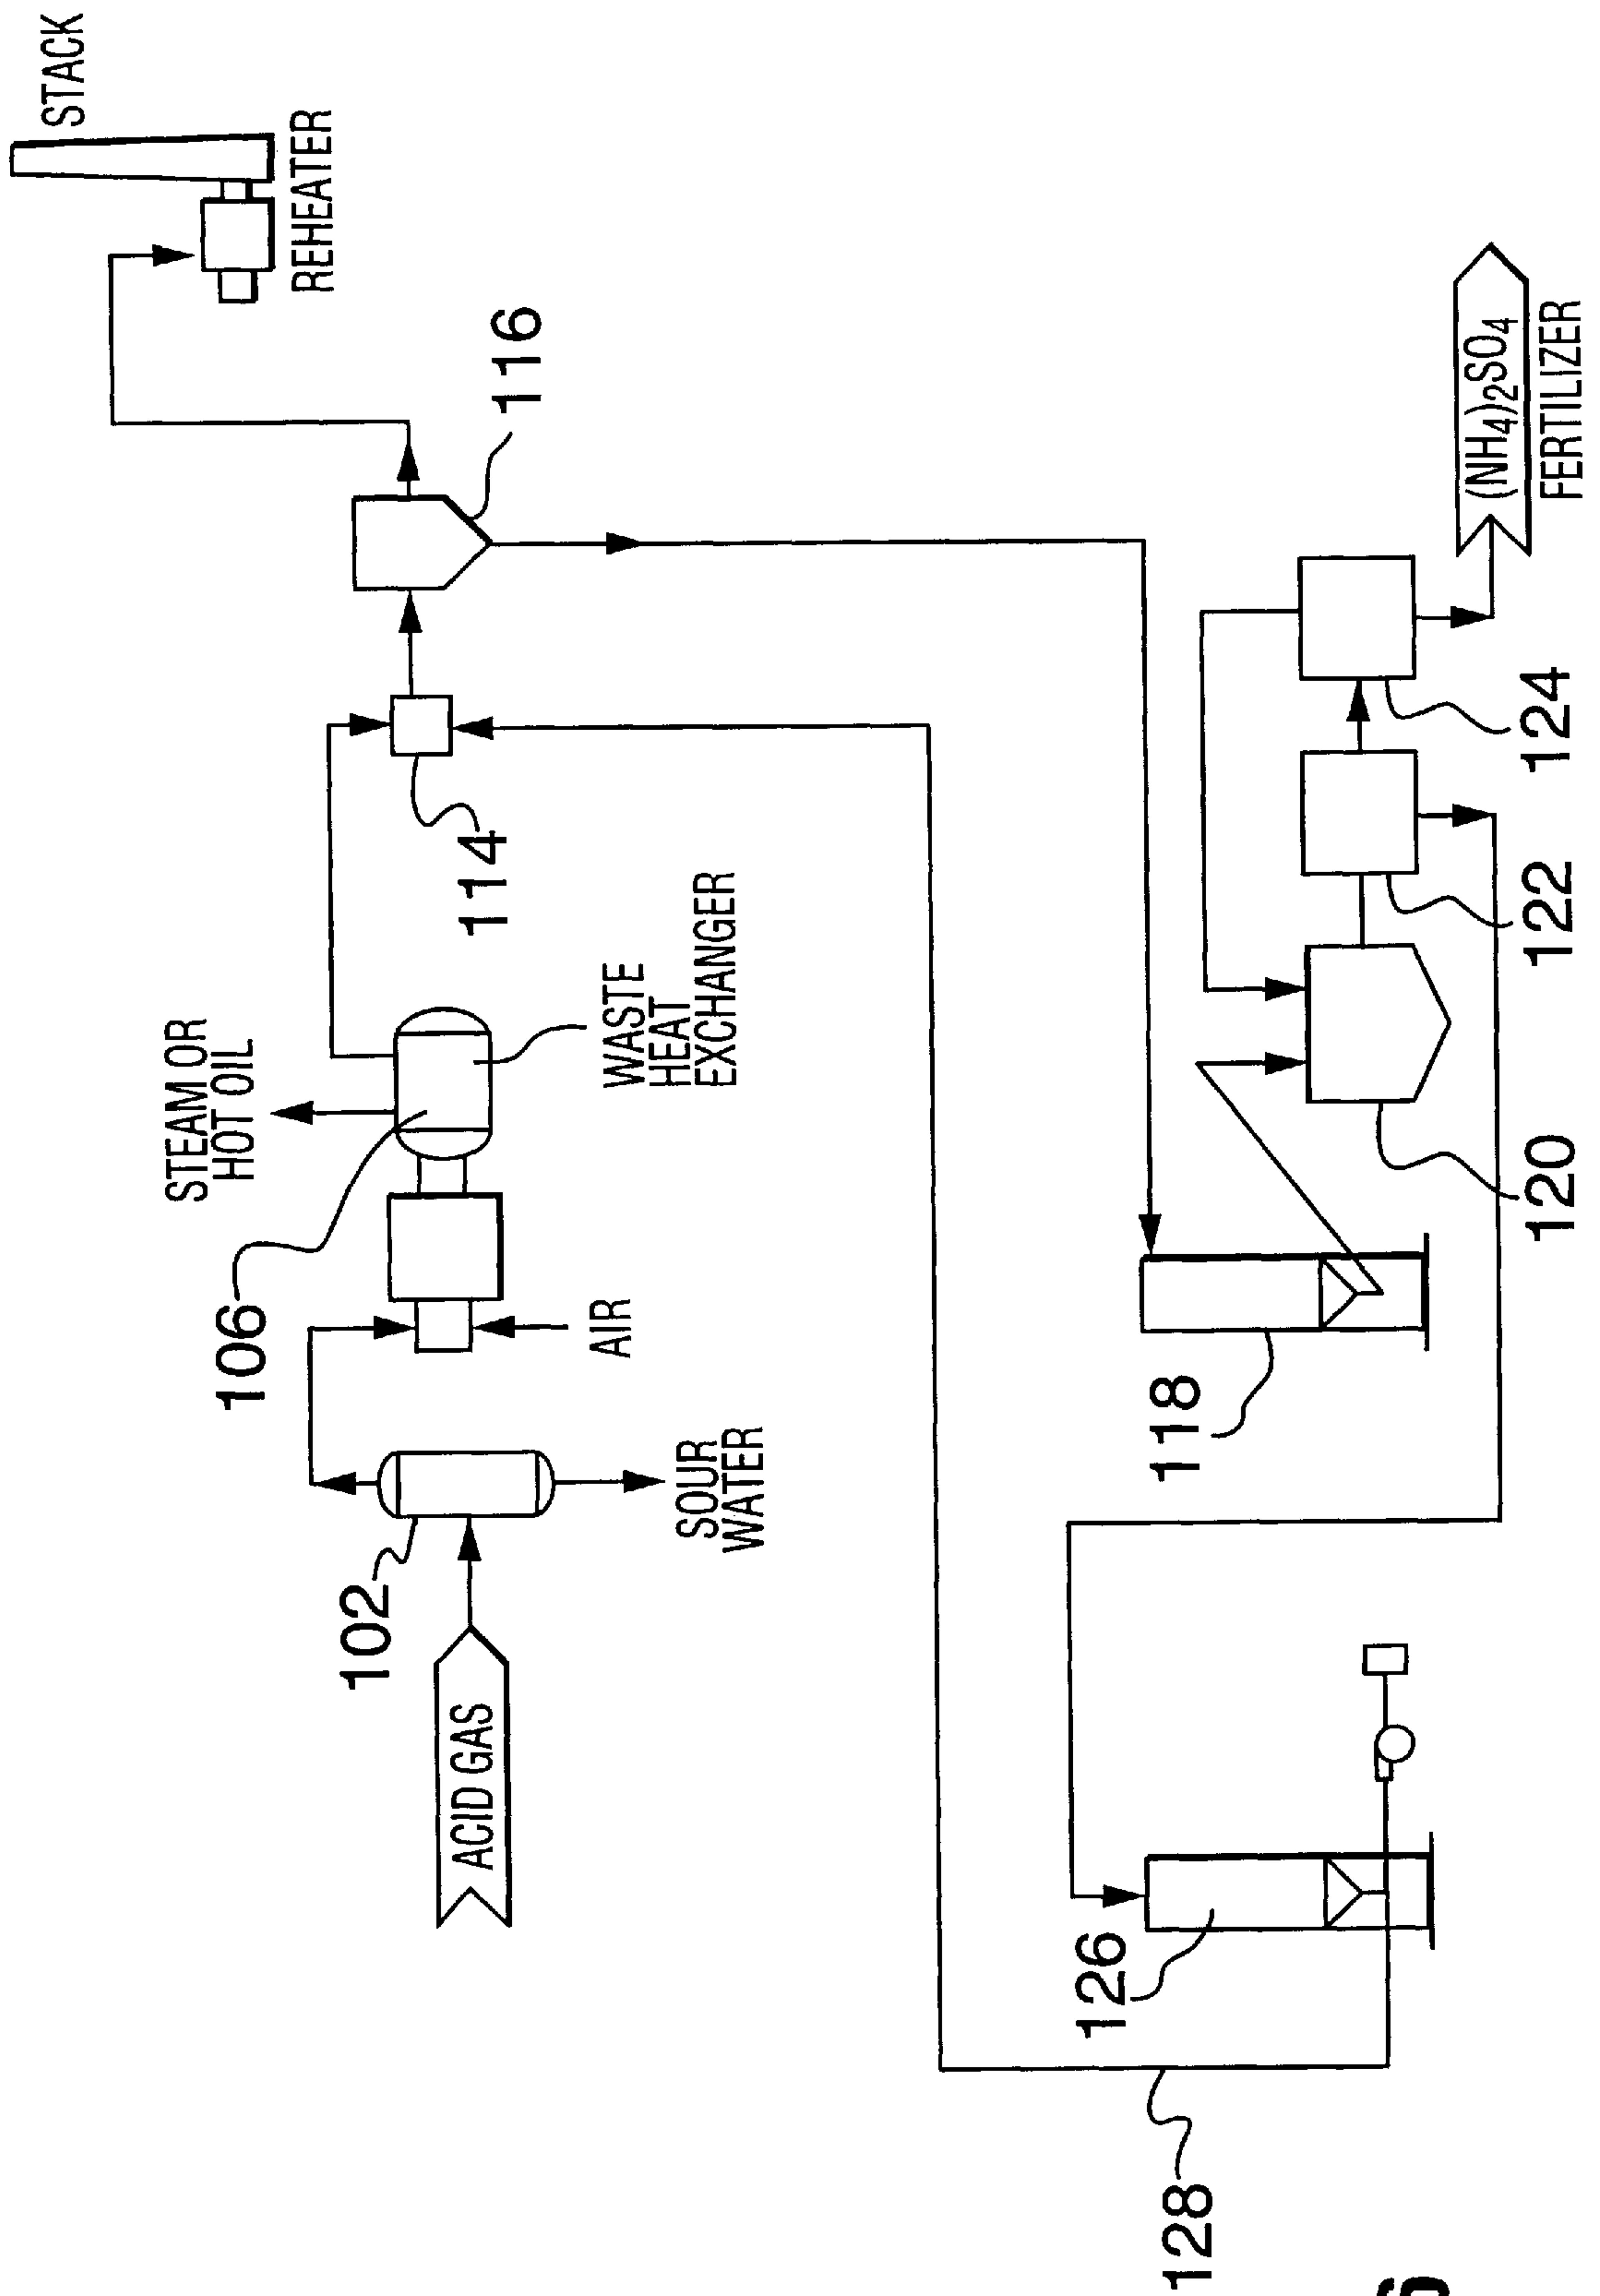 STACK
REHEATER
116
STEAM OR
HOT OIL
106
114
WASTE
HEAT
EXCHANGER
AIR
102
SOUR
WATER
ACID GAS
(NH4)2SO4
FERTILIZER
124
122
120
118
126
128
6